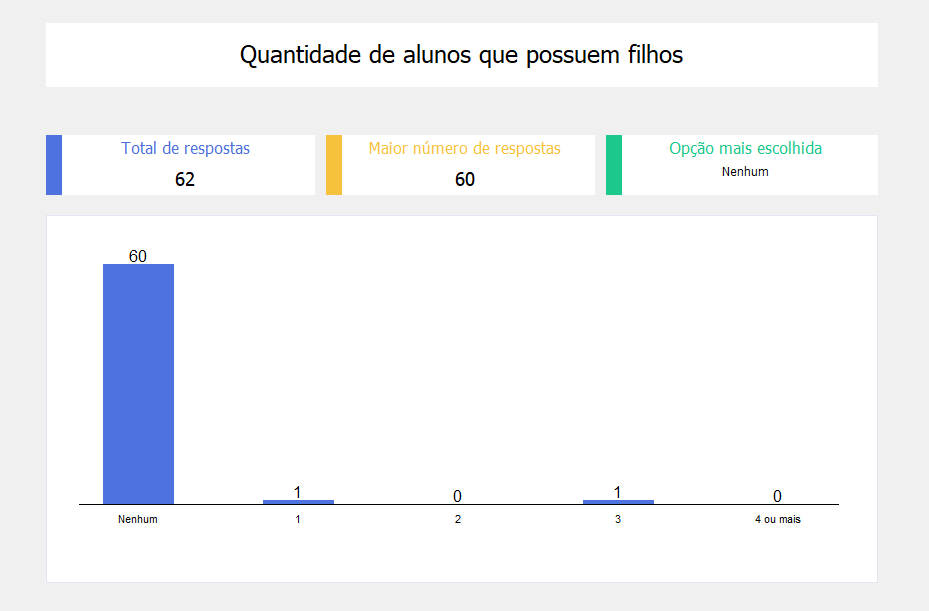 Quantidade de alunos que possuem filhos
Total de respostas
62
Maior número de respostas
60
Opção mais escolhida
Nenhum
60
1
0
1
0
Nenhum
1
2
3
4 ou mais